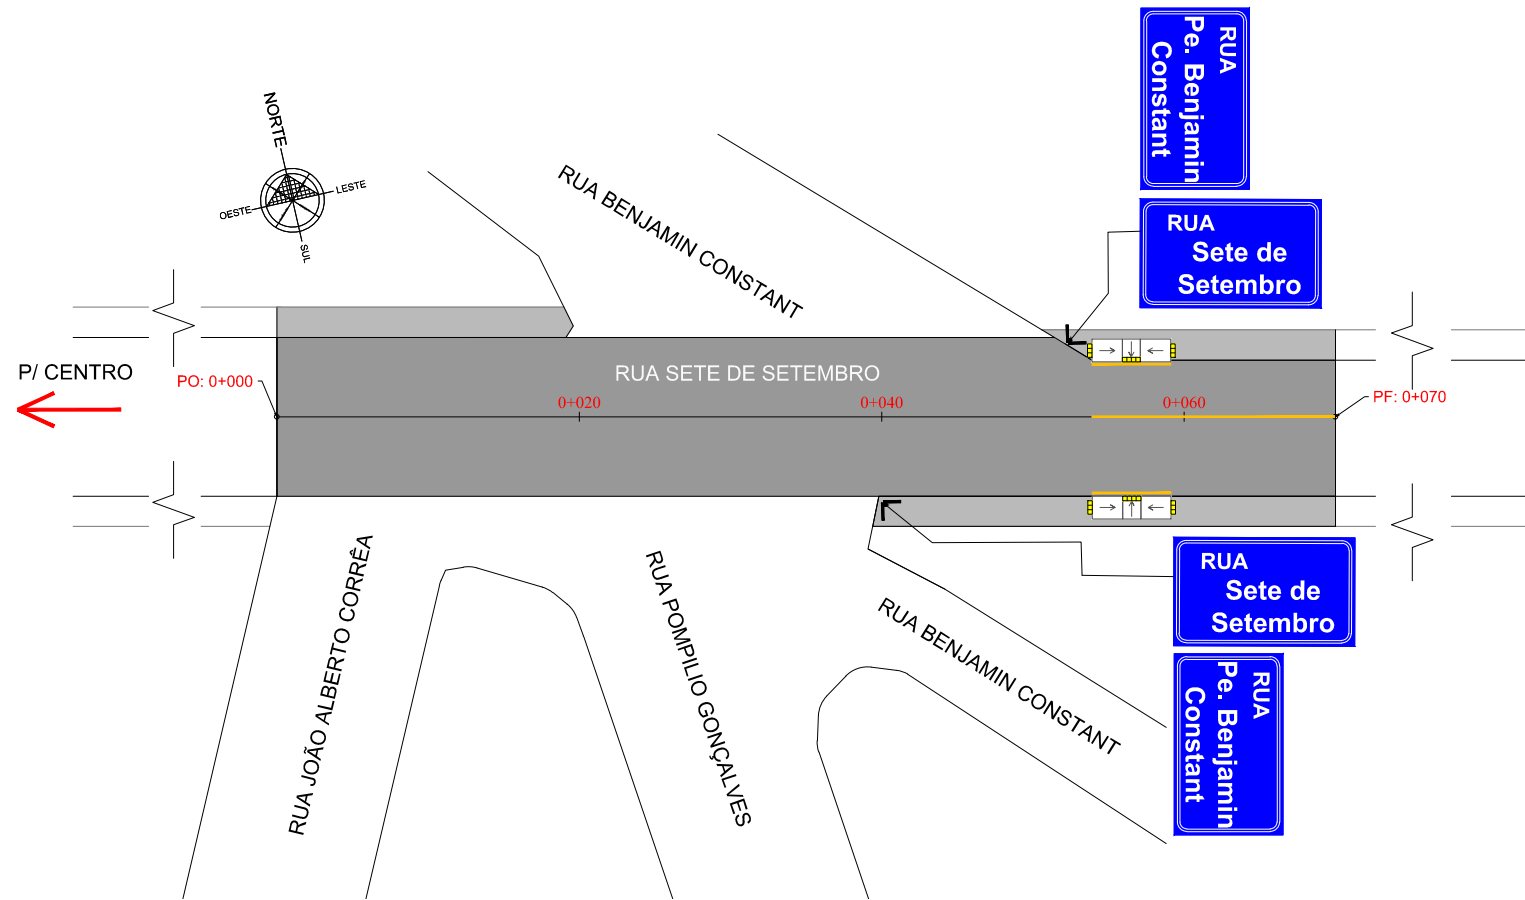 RUA
Pe. Benjamin
Constant
NORTE
LESTE
OESTE
SUL
RUA BENJAMIN CONSTANT
RUA
Sete de
Setembro
P/ CENTRO
PO: 0+000
RUA SETE DE SETEMBRO
0+020
0+040
0+060
PF: 0+070
RUA JOÃO ALBERTO CORRÊA
RUA POMPILIO GONÇALVES
RUA BENJAMIN CONSTANT
RUA
Sete de
Setembro
RUA
Pe. Benjamin
Constant